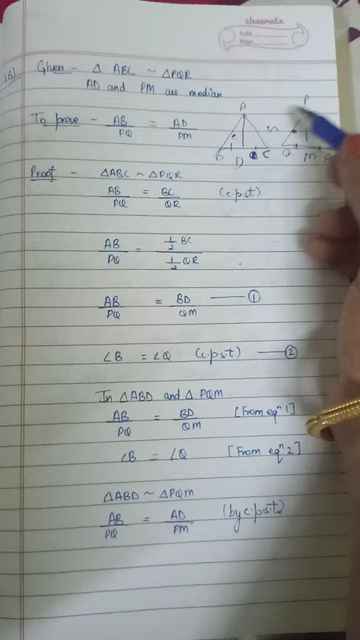 classmate
Date
Page
16)
Given - △ ABC ~ △PQR
AD and PM are median
To prove - AB/PQ = AD/PM
A
B D C
P
Q M R
Proof - △ABC ~ △PQR
AB/PQ = BC/QR (c.p.s.t)
AB/PQ = ½ BC / ½ QR
AB/PQ = BD/QM —— ①
∠B = ∠Q (c.p.s.t) —— ②
In △ABD and △ PQM
AB/PQ = BD/QM [From eqⁿ 1]
∠B = ∠Q [From eqⁿ 2]
△ABD ~ △PQM
AB/PQ = AD/PM (by c.p.s.t)